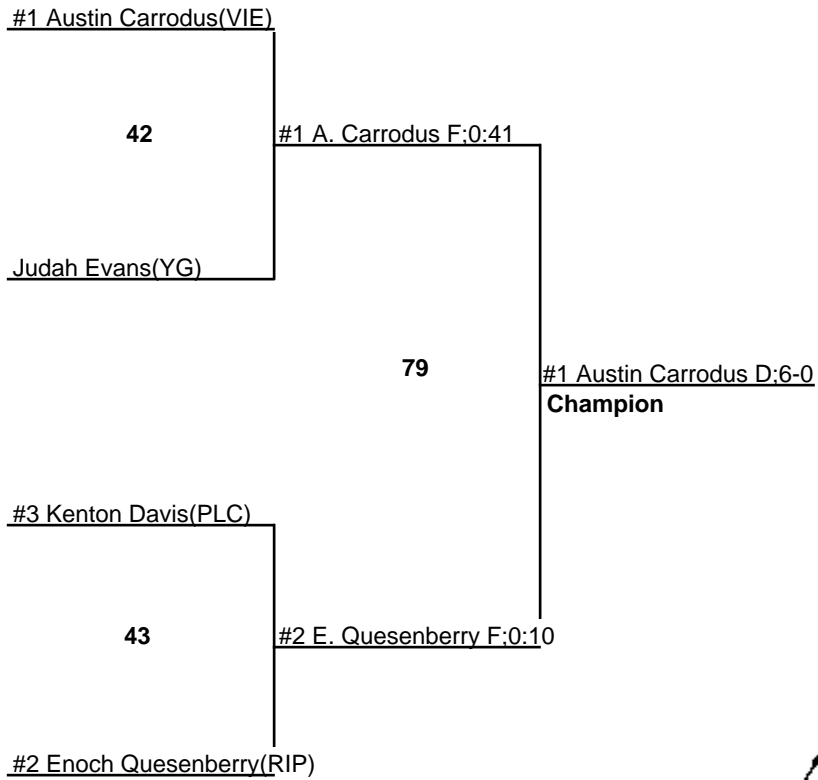 #1 Austin Carrodus(VIE)
42
#1 A. Carrodus F;0:41
Judah Evans(YG)
79
#1 Austin Carrodus D;6-0
Champion
#3 Kenton Davis(PLC)
43
#2 E. Quesenberry F;0:10
#2 Enoch Quesenberry(RIP)